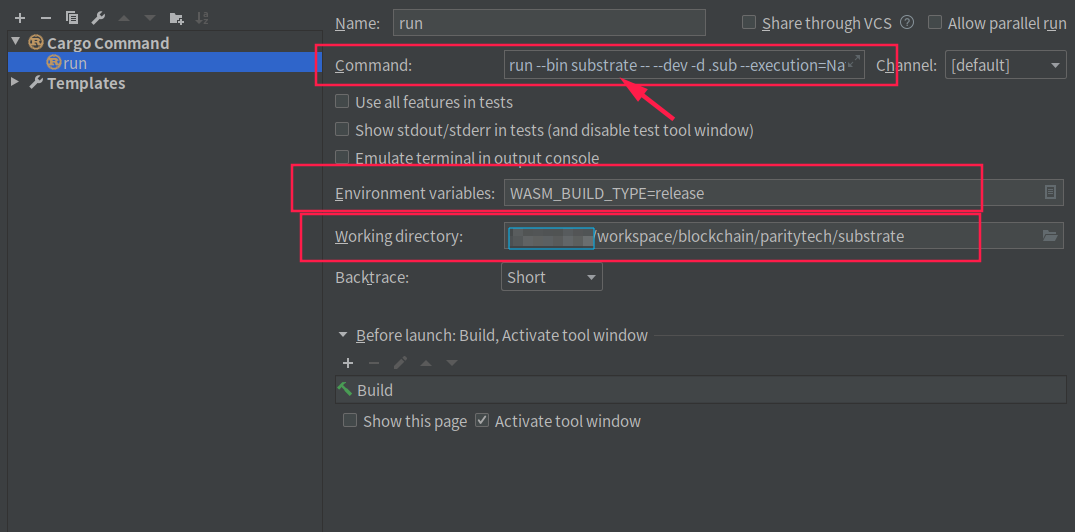 Name: run
Share through VCS
Allow parallel run
Cargo Command
run
Templates
Command: run --bin substrate -- --dev -d .sub --execution=Na
Channel: [default]
Use all features in tests
Show stdout/stderr in tests (and disable test tool window)
Emulate terminal in output console
Environment variables: WASM_BUILD_TYPE=release
Working directory: /workspace/blockchain/paritytech/substrate
Backtrace: Short
Before launch: Build, Activate tool window
Build
Show this page
Activate tool window